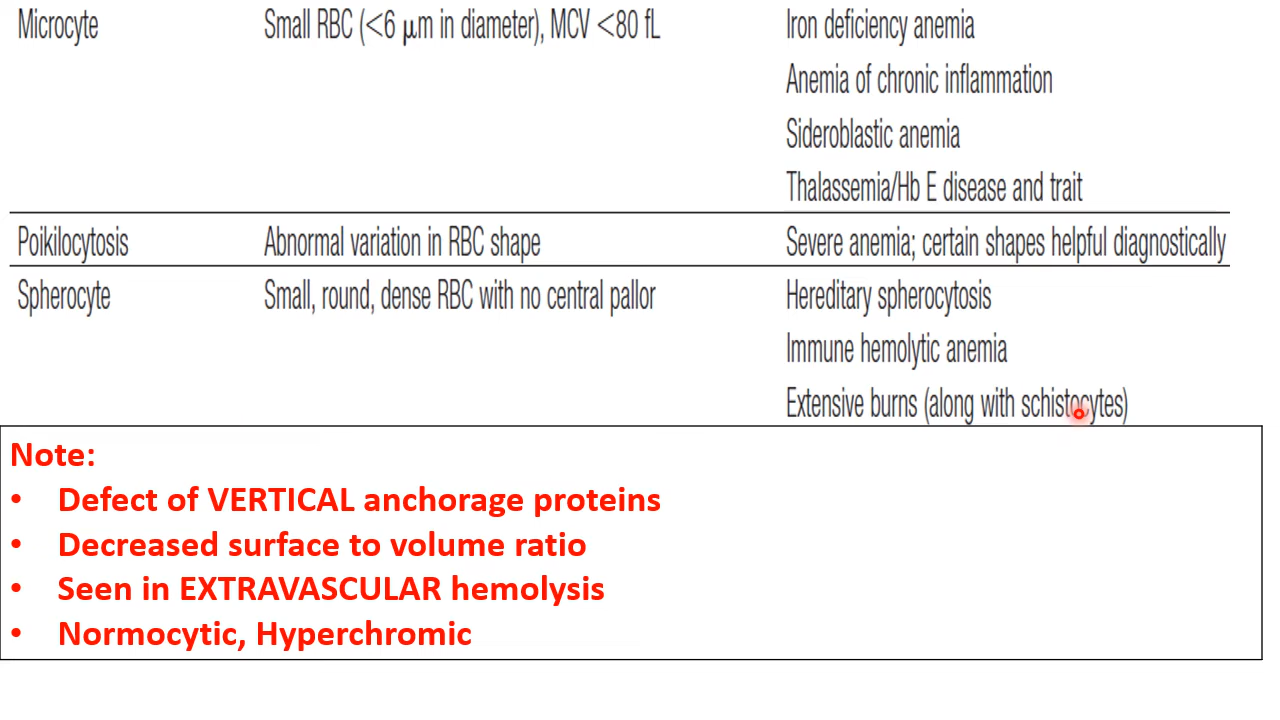 Microcyte Small RBC (<6 μm in diameter), MCV <80 fL Iron deficiency anemia
Anemia of chronic inflammation
Sideroblastic anemia
Thalassemia/Hb E disease and trait
Poikilocytosis Abnormal variation in RBC shape Severe anemia; certain shapes helpful diagnostically
Spherocyte Small, round, dense RBC with no central pallor Hereditary spherocytosis
Immune hemolytic anemia
Extensive burns (along with schistocytes)
Note:
• Defect of VERTICAL anchorage proteins
• Decreased surface to volume ratio
• Seen in EXTRAVASCULAR hemolysis
• Normocytic, Hyperchromic